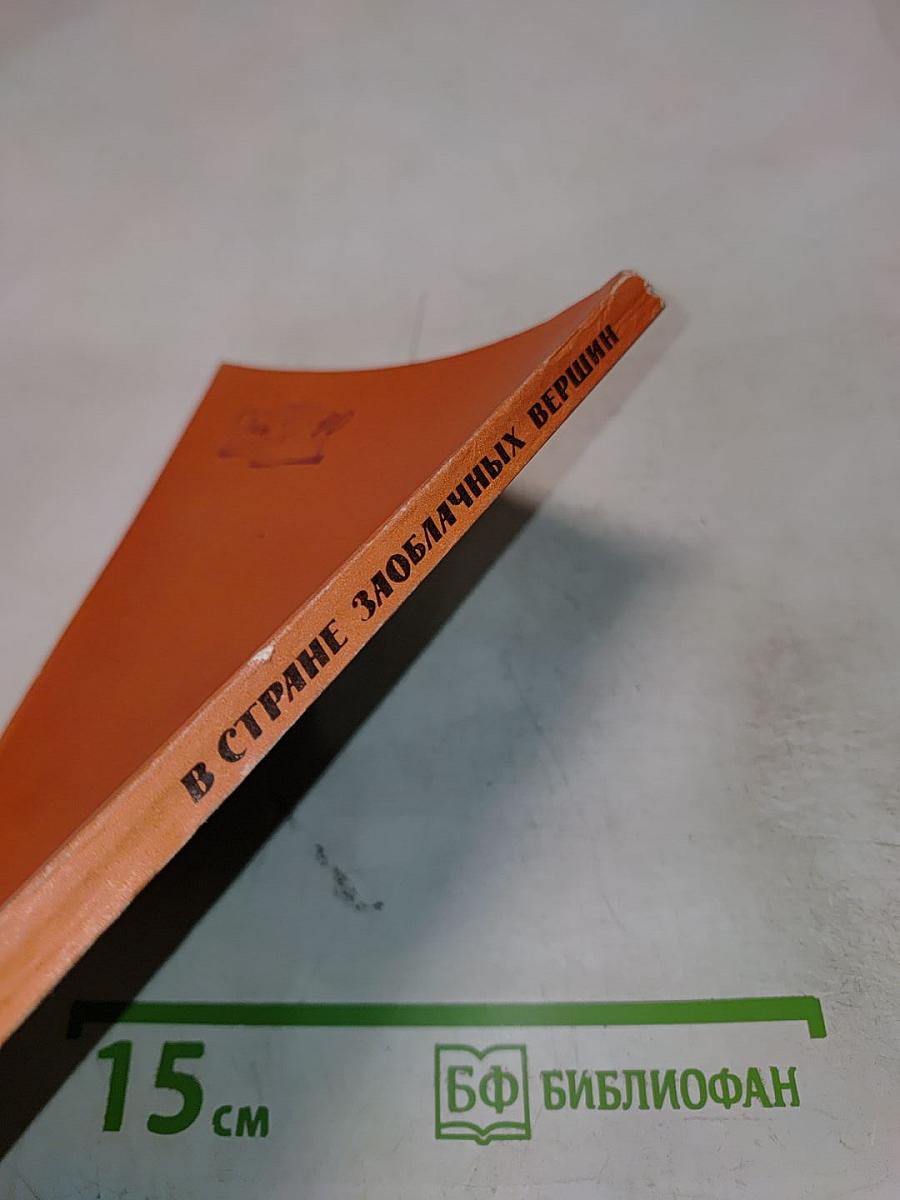 В СТРАНЕ ЗАОБЛАЧНЫХ ВЕРШИН
15 см
БФ БИБЛИОФАН